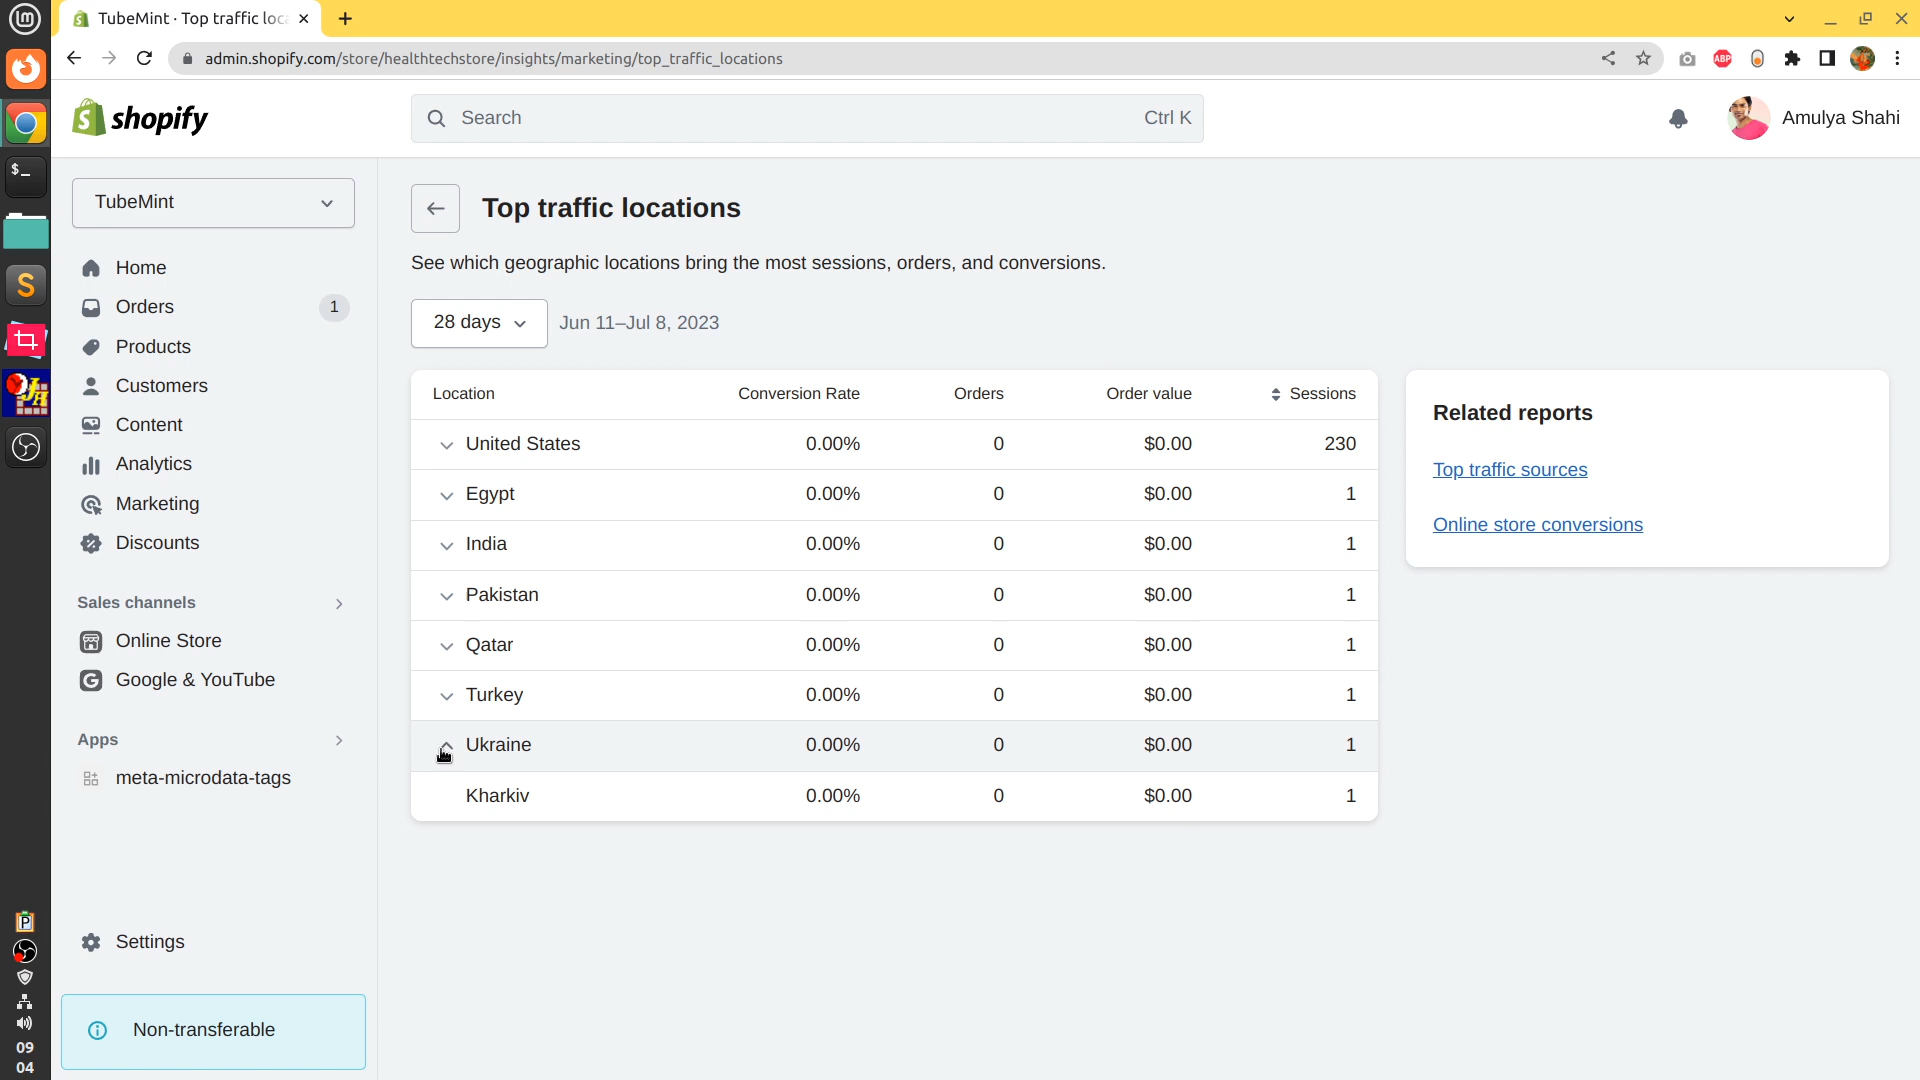 TubeMint · Top traffic loc
admin.shopify.com/store/healthtechstore/insights/marketing/top_traffic_locations
ABP
shopify
Search
Ctrl K
Amulya Shahi
TubeMint
Home
Orders
1
Products
Customers
Content
Analytics
Marketing
Discounts
Sales channels
Online Store
Google & YouTube
Apps
meta-microdata-tags
Settings
Non-transferable
Top traffic locations
See which geographic locations bring the most sessions, orders, and conversions.
28 days
Jun 11–Jul 8, 2023
Location Conversion Rate Orders Order value Sessions
United States 0.00% 0 $0.00 230
Egypt 0.00% 0 $0.00 1
India 0.00% 0 $0.00 1
Pakistan 0.00% 0 $0.00 1
Qatar 0.00% 0 $0.00 1
Turkey 0.00% 0 $0.00 1
Ukraine 0.00% 0 $0.00 1
Kharkiv 0.00% 0 $0.00 1
Related reports
Top traffic sources
Online store conversions
09
04